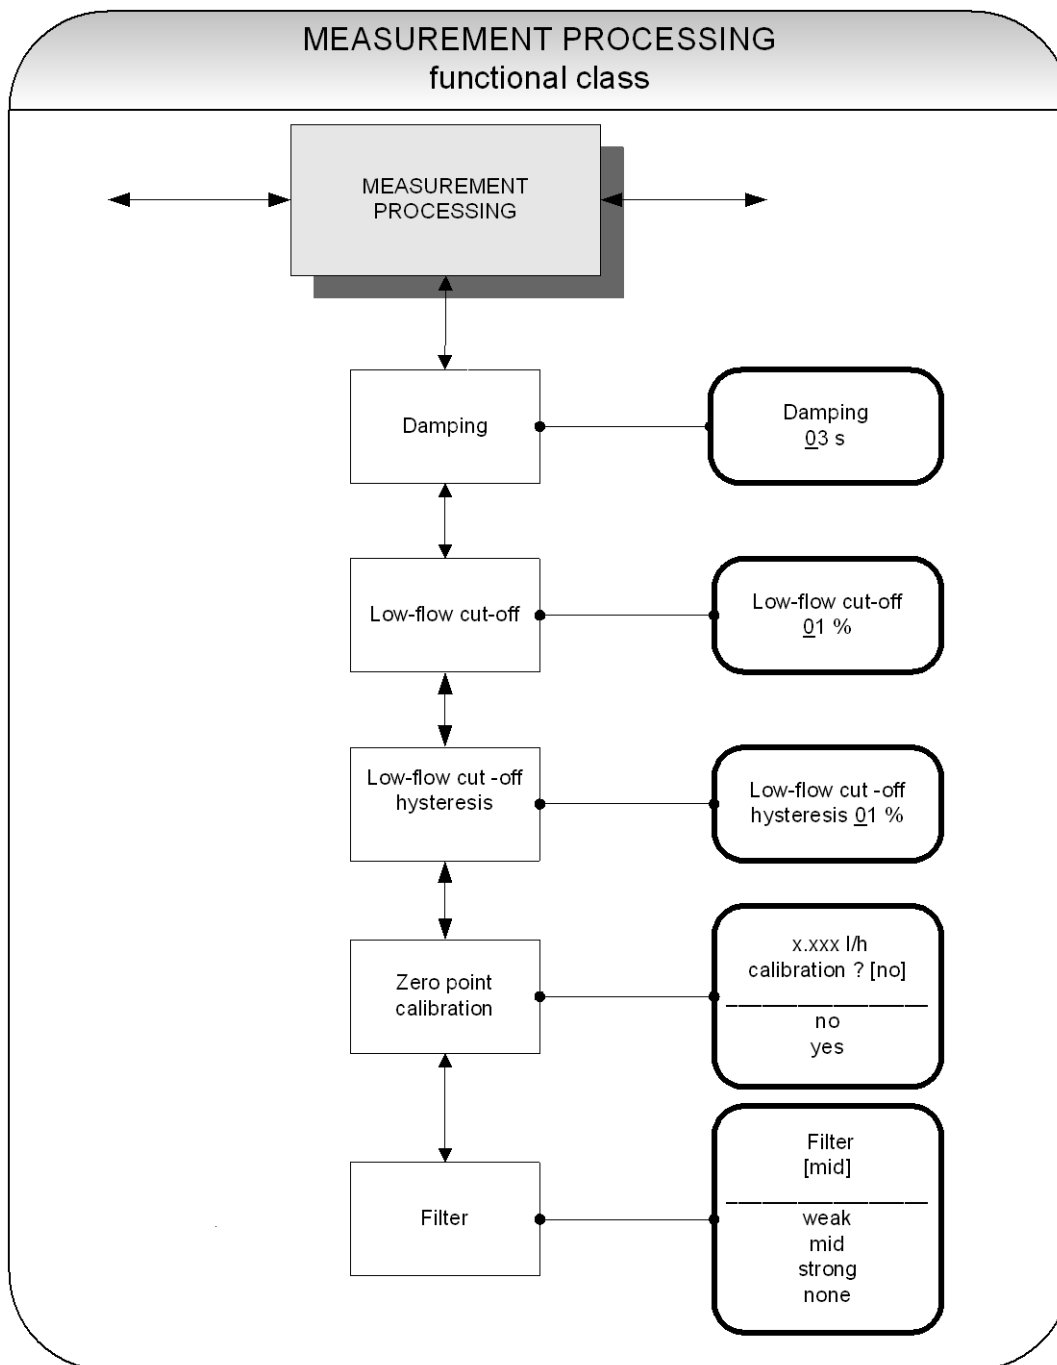 MEASUREMENT PROCESSING
functional class
MEASUREMENT
PROCESSING
Damping
Damping
03 s
Low-flow cut-off
Low-flow cut-off
01 %
Low-flow cut -off
hysteresis
Low-flow cut -off
hysteresis 01 %
Zero point
calibration
x.xxx l/h
calibration ? [no]
no
yes
Filter
Filter
[mid]
weak
mid
strong
none